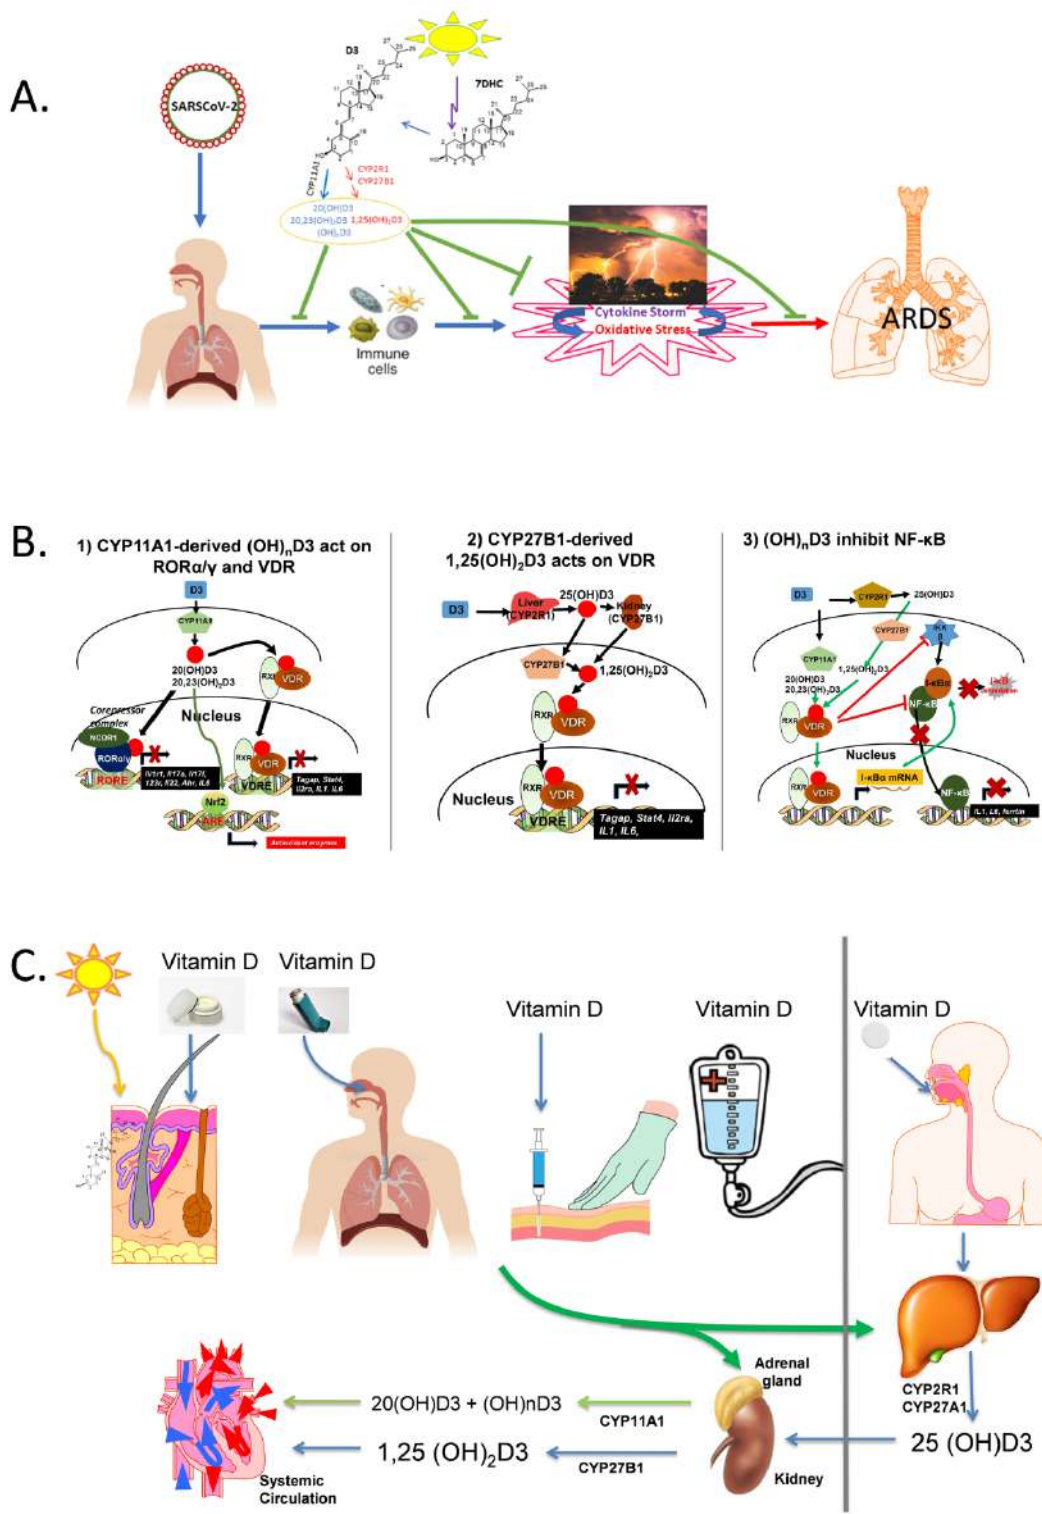 A.
SARSCoV-2
D3
7DHC
HO
HO
CYP11A1
CYP2R1
CYP27B1
20(OH)D3
20,23(OH)₂D3 1,25(OH)₂D3
(OH)ₙD3
Immune
cells
Cytokine Storm
Oxidative Stress
ARDS
B.
1) CYP11A1-derived (OH)ₙD3 act on
RORα/γ and VDR
D3
CYP11A1
20(OH)D3
20,23(OH)₂D3
RXR
VDR
Corepressor
complex
Nucleus
NCOR1
RORα/γ
RORE
RXR
VDR
VDRE
Tagap, Stat4,
Il2ra, IL1, IL6
Nrf2
ARE
Antioxidant enzymes
2) CYP27B1-derived
1,25(OH)₂D3 acts on VDR
D3
Liver
(CYP2R1)
25(OH)D3
Kidney
(CYP27B1)
CYP27B1
1,25(OH)₂D3
RXR
VDR
Nucleus
RXR
VDR
VDRE
Tagap, Stat4, Il2ra,
IL1, IL6,
3) (OH)ₙD3 inhibit NF-κB
D3
CYP2R1
25(OH)D3
CYP27B1
CYP11A1
1,25(OH)₂D3
20(OH)D3
20,23(OH)₂D3
I-κBα
NF-κB
RXR
VDR
Nucleus
I-κBα mRNA
RXR
VDR
NF-κB
C.
Vitamin D
Vitamin D
Vitamin D
Vitamin D
Vitamin D
Adrenal
gland
CYP2R1
CYP27A1
20(OH)D3 + (OH)nD3
CYP11A1
1,25 (OH)₂D3
CYP27B1
25 (OH)D3
Kidney
Systemic
Circulation